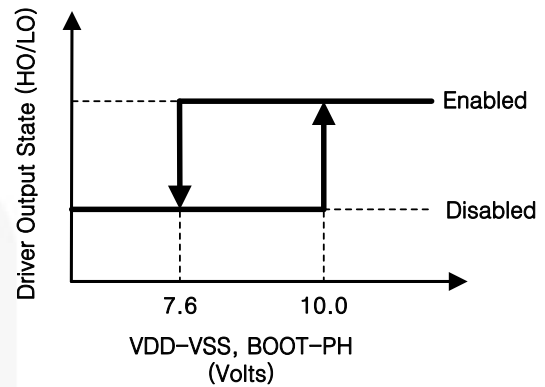 Driver Output State (HO/LO)
Enabled
Disabled
7.6
10.0
VDD-VSS, BOOT-PH
(Volts)